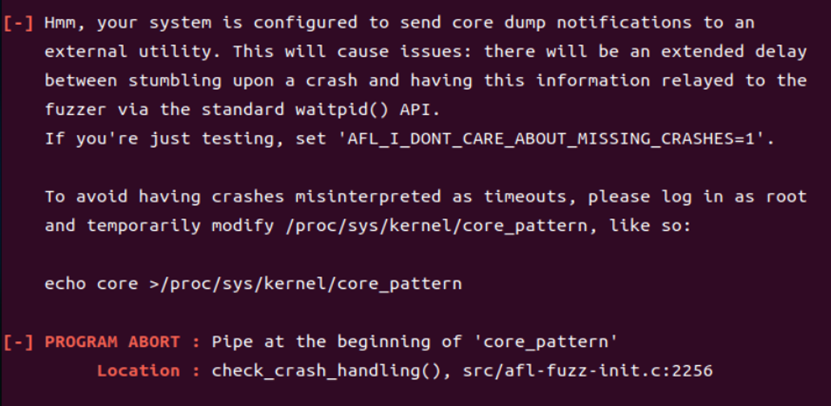 [-] Hmm, your system is configured to send core dump notifications to an
external utility. This will cause issues: there will be an extended delay
between stumbling upon a crash and having this information relayed to the
fuzzer via the standard waitpid() API.
If you're just testing, set 'AFL_I_DONT_CARE_ABOUT_MISSING_CRASHES=1'.
To avoid having crashes misinterpreted as timeouts, please log in as root
and temporarily modify /proc/sys/kernel/core_pattern, like so:
echo core >/proc/sys/kernel/core_pattern
[-] PROGRAM ABORT : Pipe at the beginning of 'core_pattern'
Location : check_crash_handling(), src/afl-fuzz-init.c:2256